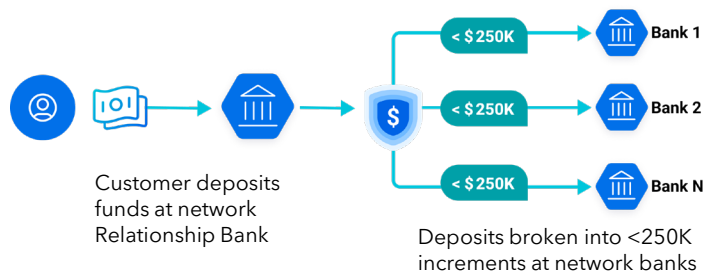 < $250K
Bank 1
$
< $250K
Bank 2
< $250K
Bank N
Customer deposits
funds at network
Relationship Bank
Deposits broken into <250K
increments at network banks